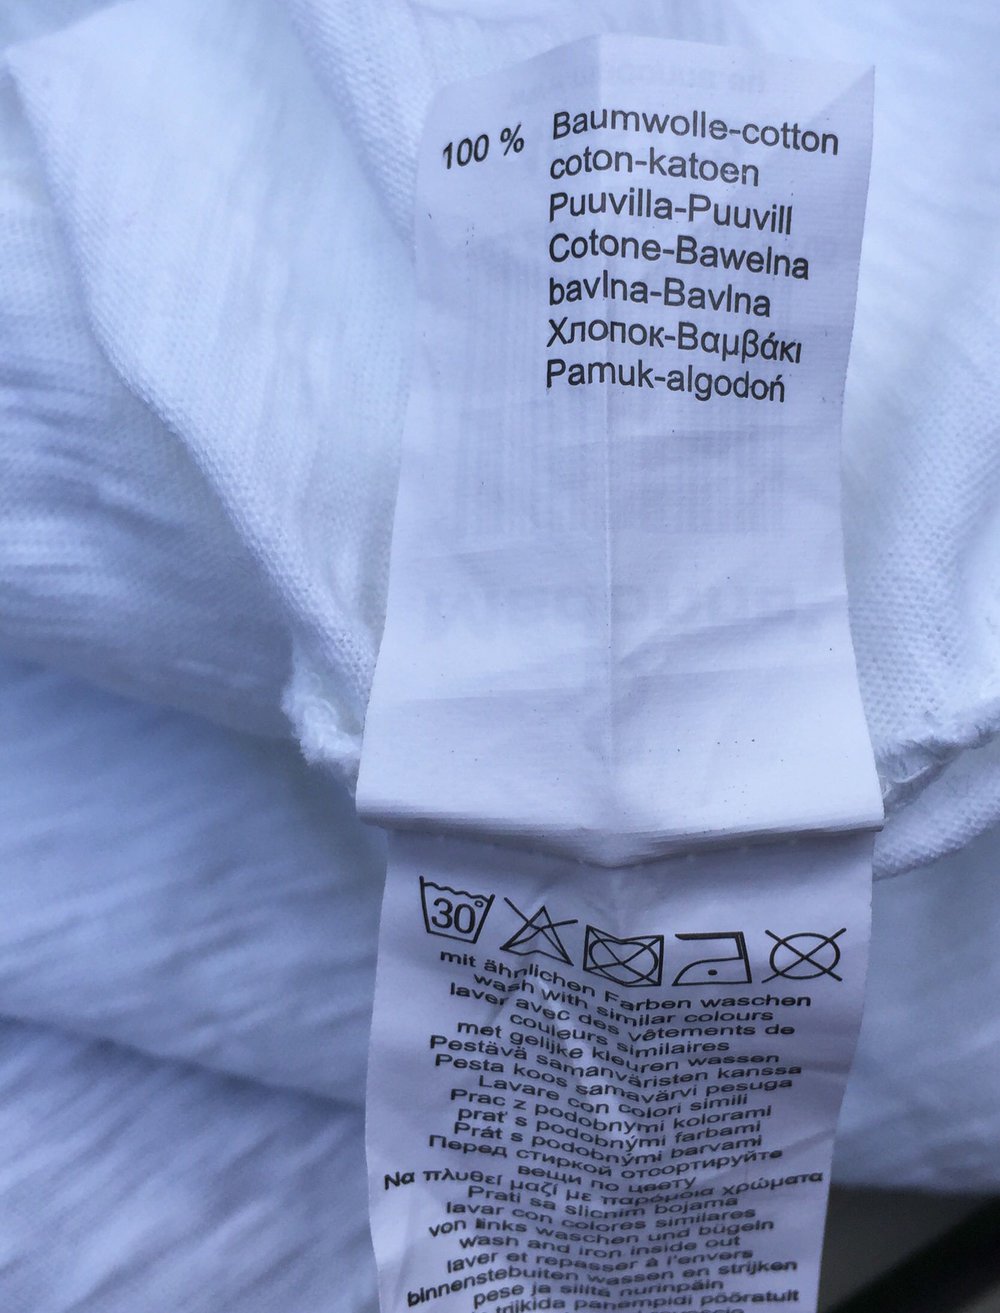 100 % Baumwolle-cotton
coton-katoen
Puuvilla-Puuvill
Cotone-Bawelna
bavlna-Bavlna
Хлопок-Βαμβάκι
Pamuk-algodoń
30°
mit ähnlichen Farben waschen
wash with similar colours
laver avec des vêtements de
couleurs similaires
met gelijke kleuren wassen
Pestävä samanväristen kanssa
Pesta koos samavärvi pesuga
Lavare con colori simili
Prac z podobnymi kolorami
prať s podobnými farbami
Prát s podobnými barvami
Перед стиркой отсортируйте
вещи по цвету
Να πλυθεί μαζί με παρόμοια χρώματα
Prati sa slicnim bojama
lavar con colores similares
von links waschen und bügeln
wash and iron inside out
laver et repasser à l'envers
binnenstebuiten wassen en strijken
pese ja silitä nurinpäin
triikida panempidi pööratult